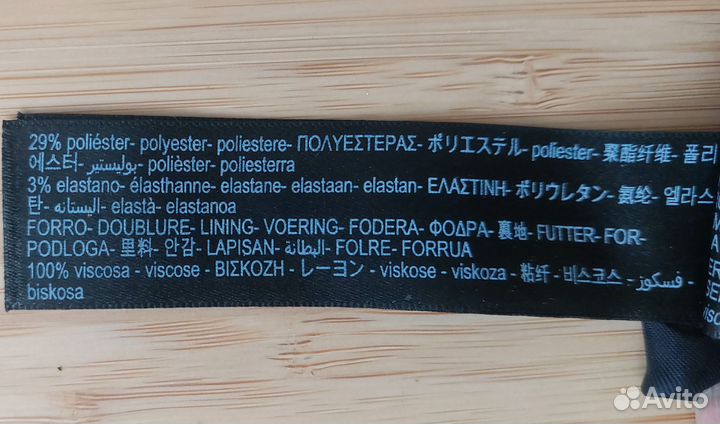 29% poliéster- polyester- poliestere- ΠΟΛΥΕΣΤΕΡΑΣ- ポリエステル- poliester- 聚酯纤维- 폴리
에스터- بوليستير- polièster- poliesterra
3% elastano- élasthanne- elastane- elastaan- elastan- ΕΛΑΣΤΙΝΗ- ポリウレタン- 氨纶- 엘라스
탄- اليستانه- elastà- elastanoa
FORRO- DOUBLURE- LINING- VOERING- FODERA- ΦΟΔΡΑ- 裏地- FUTTER- FOR-
PODLOGA- 里料- 안감- LAPISAN- البطانة- FOLRE- FORRUA
100% viscosa - viscose - ΒΙΣΚΟΖΗ - レーヨン - viskose - viskoza - 粘纤 - 비스코스 - فسكوز -
biskosa
Avito